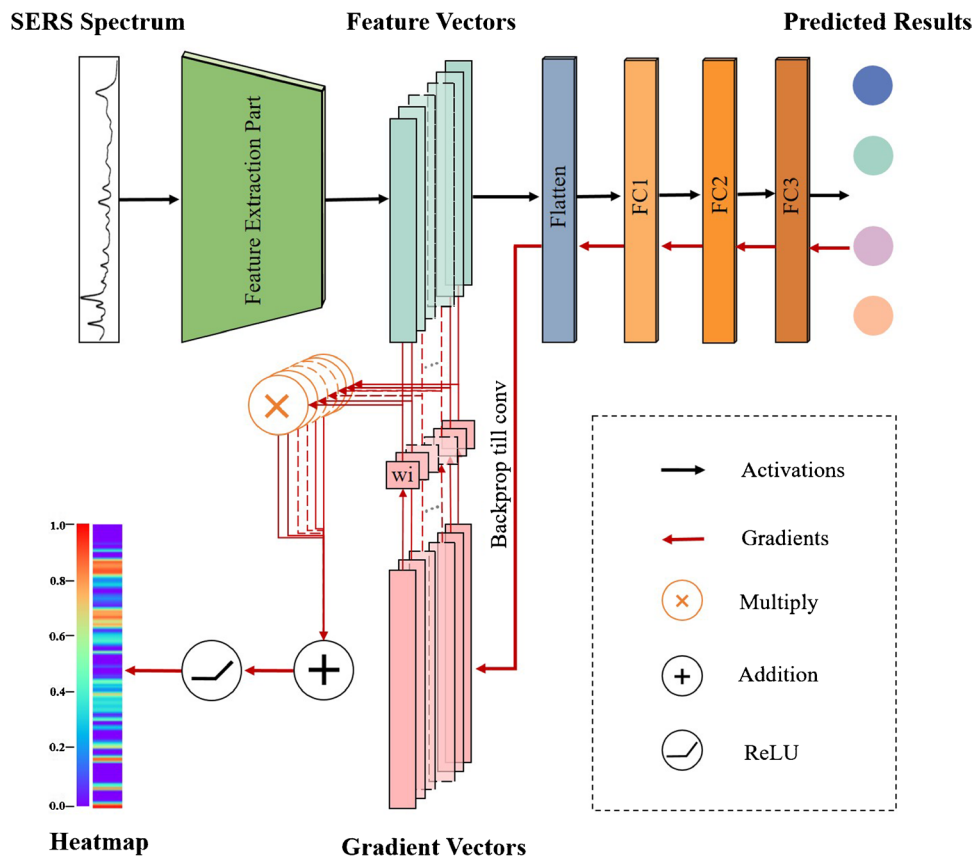 SERS Spectrum
Feature Vectors
Predicted Results
Feature Extraction Part
Flatten
FC1
FC2
FC3
...
wi
...
Backprop till conv
1.0
0.8
0.6
0.4
0.2
0.0
Heatmap
Gradient Vectors
Activations
Gradients
Multiply
Addition
ReLU